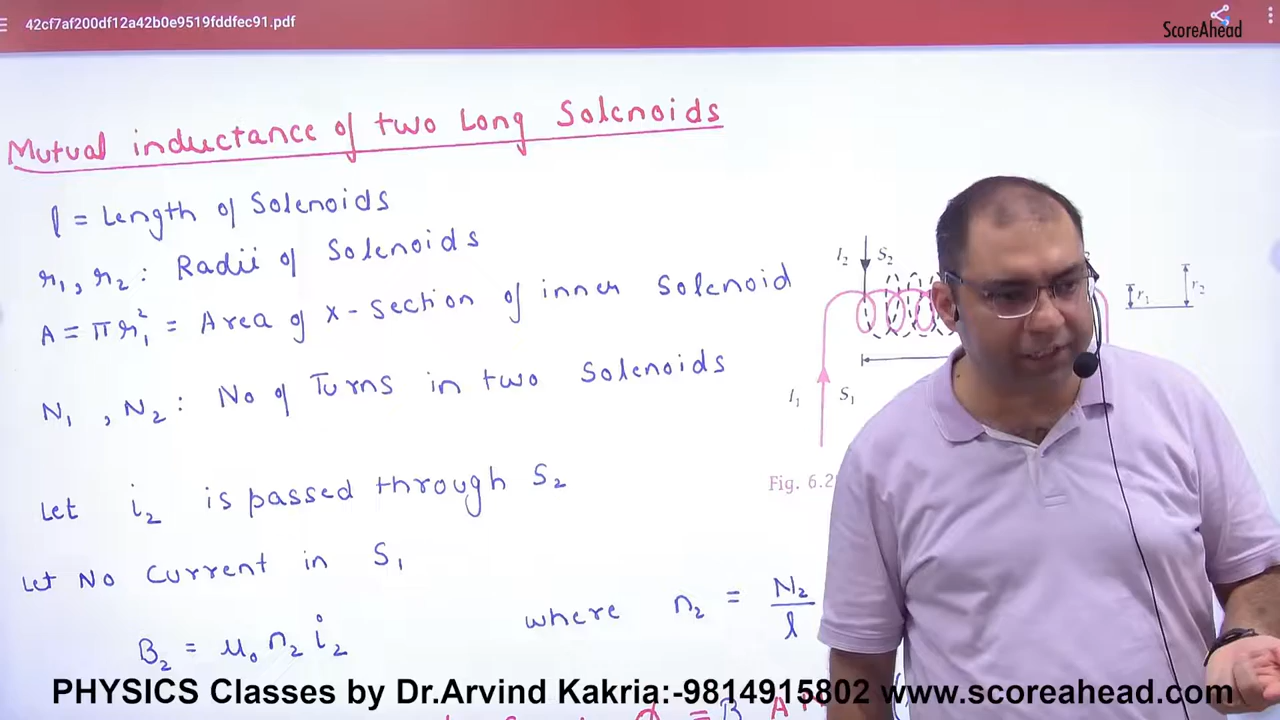 42cf7af200df12a42b0e9519fddfec91.pdf
ScoreAhead
Mutual inductance of two Long Solenoids
l = Length of Solenoids
r₁, r₂ : Radii of Solenoids
A = πr₁² = Area of x-section of inner Solenoid
N₁ , N₂ : No of Turns in two Solenoids
I₂ S₂
r₁ r₂
I₁ S₁
Fig. 6.2
Let i₂ is passed through S₂
Let No Current in S₁
B₂ = μ₀ n₂ i₂ where n₂ = N₂/l
PHYSICS Classes by Dr.Arvind Kakria:-9814915802 www.scoreahead.com